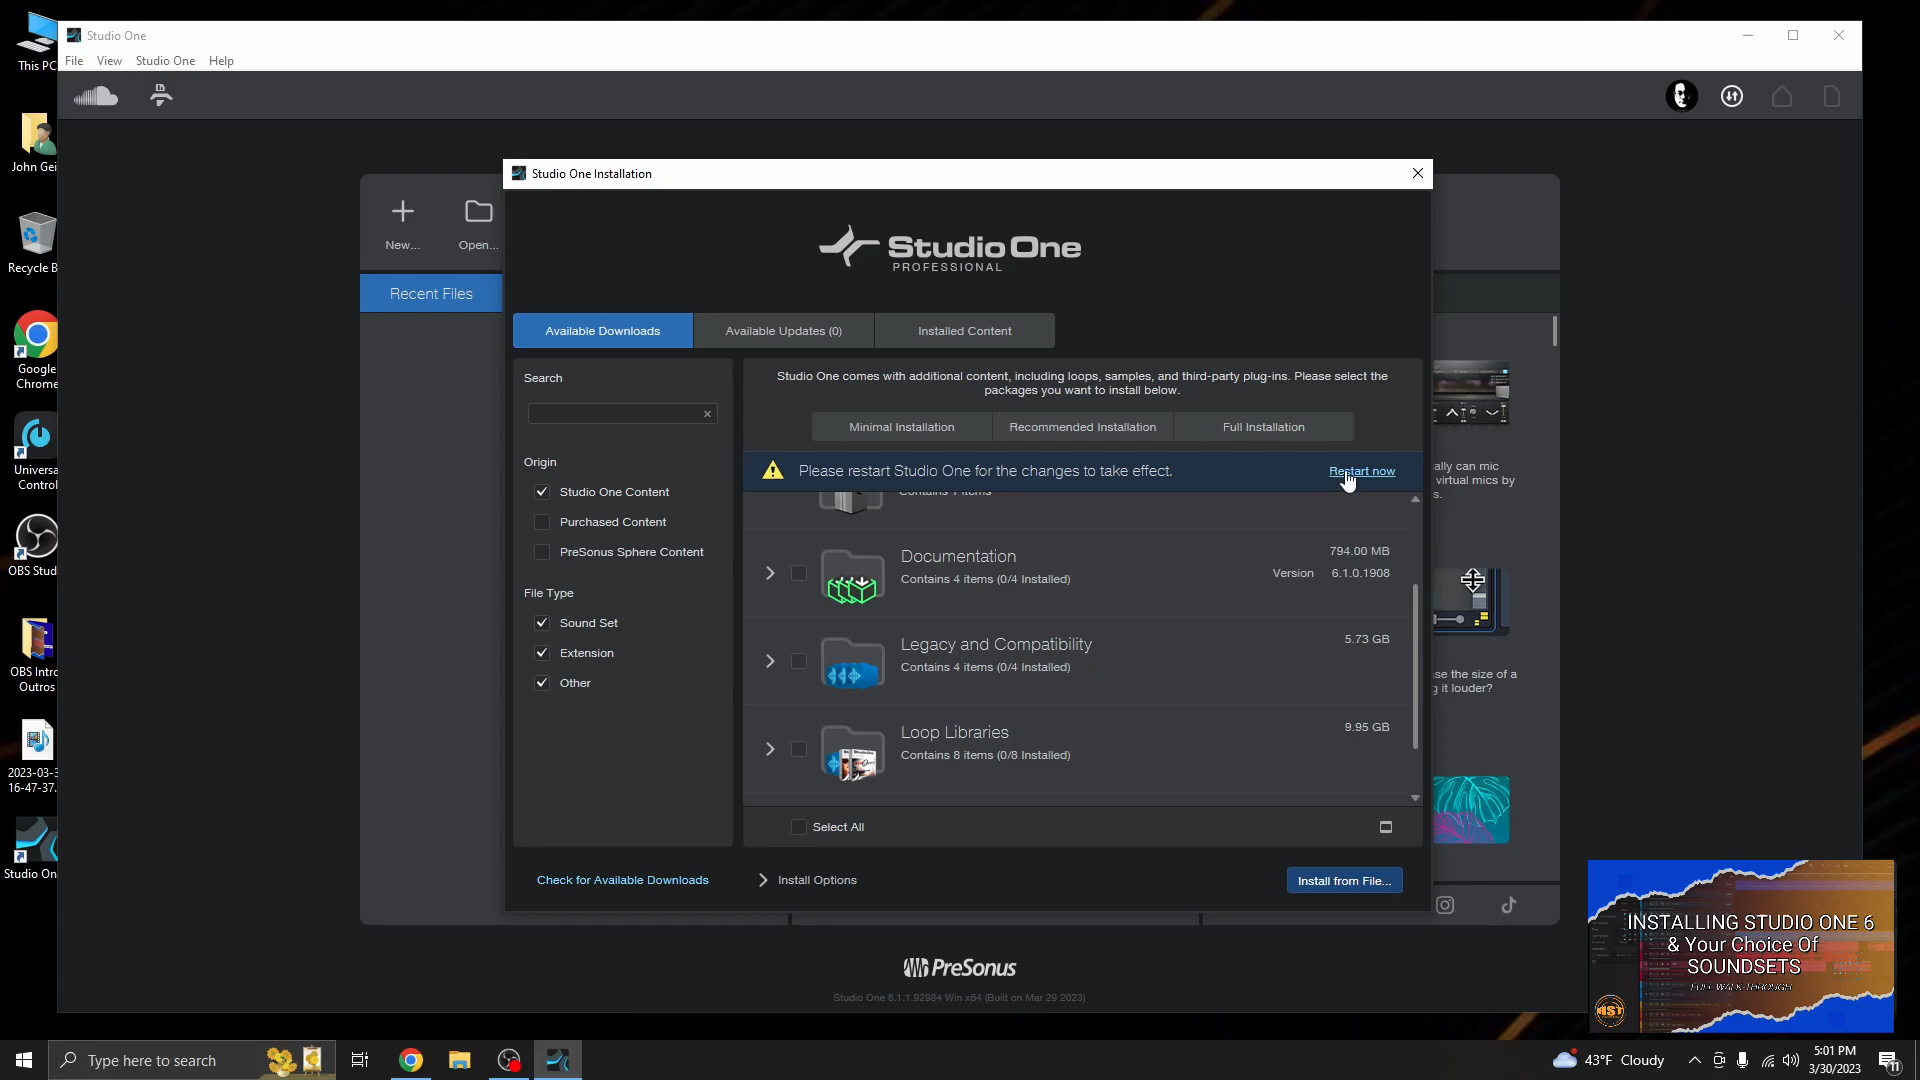 This PC
John Gei
Recycle B
Google
Chrome
Universa
Control
OBS Stud
OBS Intro
Outros
2023-03-3
16-47-37.
Studio On
Studio One
File View Studio One Help
New...
Open...
Recent Files
Studio One Installation
Studio One
PROFESSIONAL
Available Downloads
Available Updates (0)
Installed Content
Search
Origin
Studio One Content
Purchased Content
PreSonus Sphere Content
File Type
Sound Set
Extension
Other
Studio One comes with additional content, including loops, samples, and third-party plug-ins. Please select the
packages you want to install below.
Minimal Installation
Recommended Installation
Full Installation
Please restart Studio One for the changes to take effect.
Restart now
Documentation
Contains 4 items (0/4 Installed)
794.00 MB
Version 6.1.0.1908
Legacy and Compatibility
Contains 4 items (0/4 Installed)
5.73 GB
Loop Libraries
Contains 8 items (0/8 Installed)
9.95 GB
Select All
Check for Available Downloads
Install Options
Install from File...
ally can mic
virtual mics by
s.
se the size of a
g it louder?
PreSonus
Studio One 6.1.1.92984 Win x64 (Built on Mar 29 2023)
INSTALLING STUDIO ONE 6
& Your Choice Of
SOUNDSETS
FULL WALK-THROUGH
MST
Type here to search
43°F Cloudy
5:01 PM
3/30/2023
11